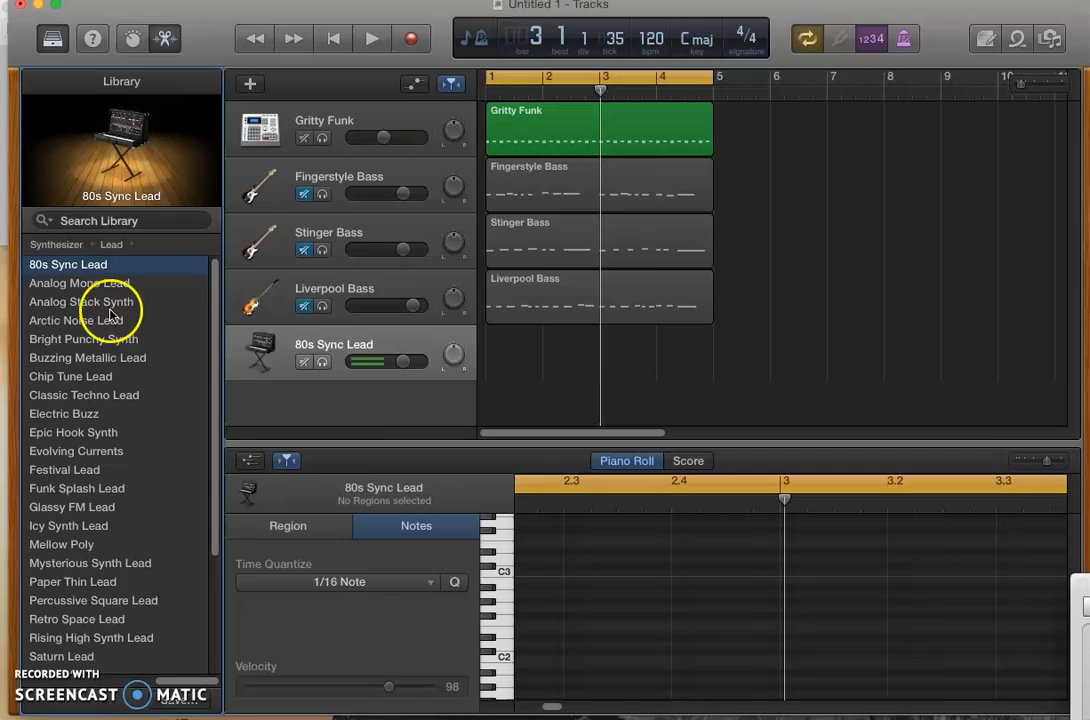 Untitled 1 - Tracks
3 1 1 35 120 C maj 4/4
bar beat div tick bpm key signature
1234
Library
80s Sync Lead
Search Library
Synthesizer Lead
80s Sync Lead
Analog Mono Lead
Analog Stack Synth
Arctic Noise Lead
Bright Punchy Synth
Buzzing Metallic Lead
Chip Tune Lead
Classic Techno Lead
Electric Buzz
Epic Hook Synth
Evolving Currents
Festival Lead
Funk Splash Lead
Glassy FM Lead
Icy Synth Lead
Mellow Poly
Mysterious Synth Lead
Paper Thin Lead
Percussive Square Lead
Retro Space Lead
Rising High Synth Lead
Saturn Lead
RECORDED WITH
SCREENCAST MATIC
1 2 3 4 5 6 7 8 9 10
Gritty Funk
L R
Fingerstyle Bass
L R
Stinger Bass
L R
Liverpool Bass
L R
80s Sync Lead
L R
Gritty Funk
Fingerstyle Bass
Stinger Bass
Liverpool Bass
Piano Roll Score
80s Sync Lead
No Regions selected
2.3 2.4 3 3.2 3.3
Region Notes
Time Quantize
1/16 Note Q
Velocity
98
C3
C2